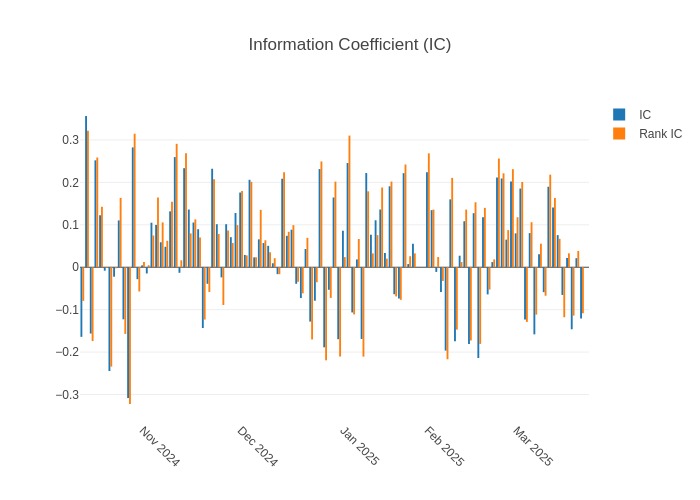 Information Coefficient (IC)
IC
Rank IC
0.3
0.2
0.1
0
−0.1
−0.2
−0.3
Nov 2024
Dec 2024
Jan 2025
Feb 2025
Mar 2025